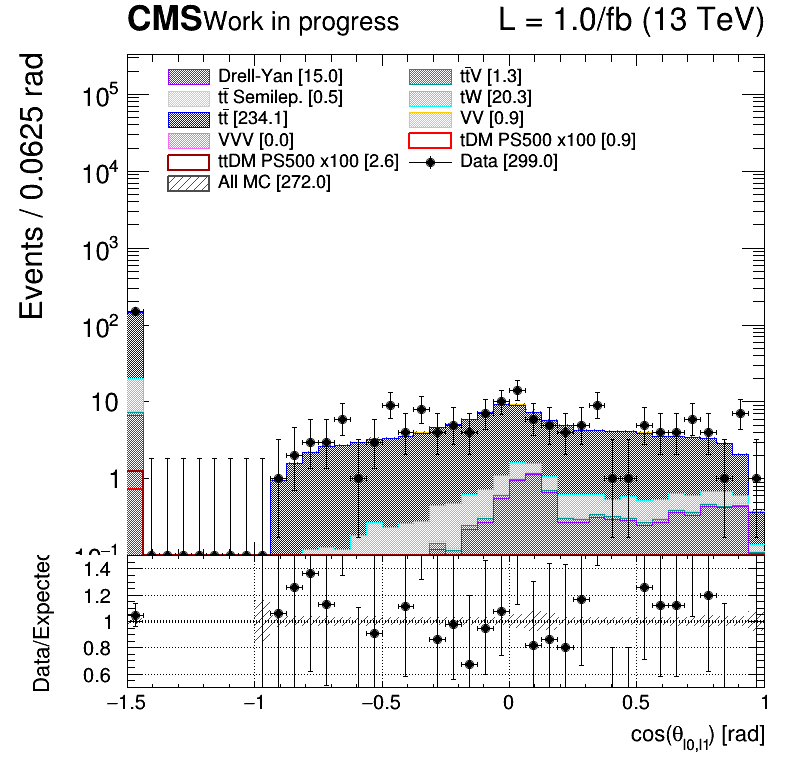 CMS Work in progress L = 1.0/fb (13 TeV)
Events / 0.0625 rad
Drell-Yan [15.0] tt̄V [1.3]
tt̄ Semilep. [0.5] tW [20.3]
tt̄ [234.1] VV [0.9]
VVV [0.0] tDM PS500 x100 [0.9]
ttDM PS500 x100 [2.6] Data [299.0]
All MC [272.0]
10⁵
10⁴
10³
10²
10
1
10⁻¹
Data/Expected
1.4
1.2
1
0.8
0.6
−1.5 −1 −0.5 0 0.5 1
cos(θ_l0,l1) [rad]